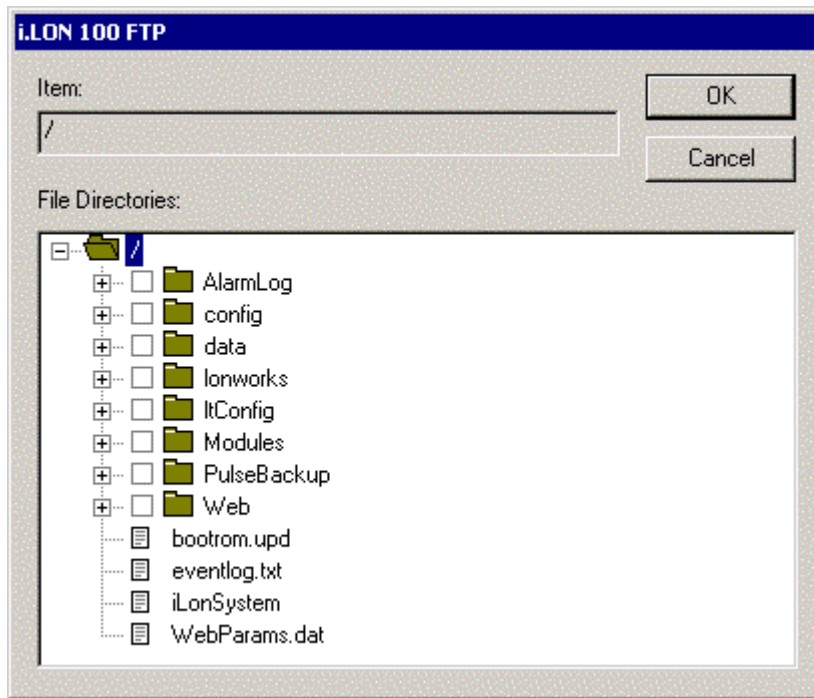 i.LON 100 FTP
Item:
OK
/
Cancel
File Directories:
/
AlarmLog
config
data
lonworks
ltConfig
Modules
PulseBackup
Web
bootrom.upd
eventlog.txt
iLonSystem
WebParams.dat